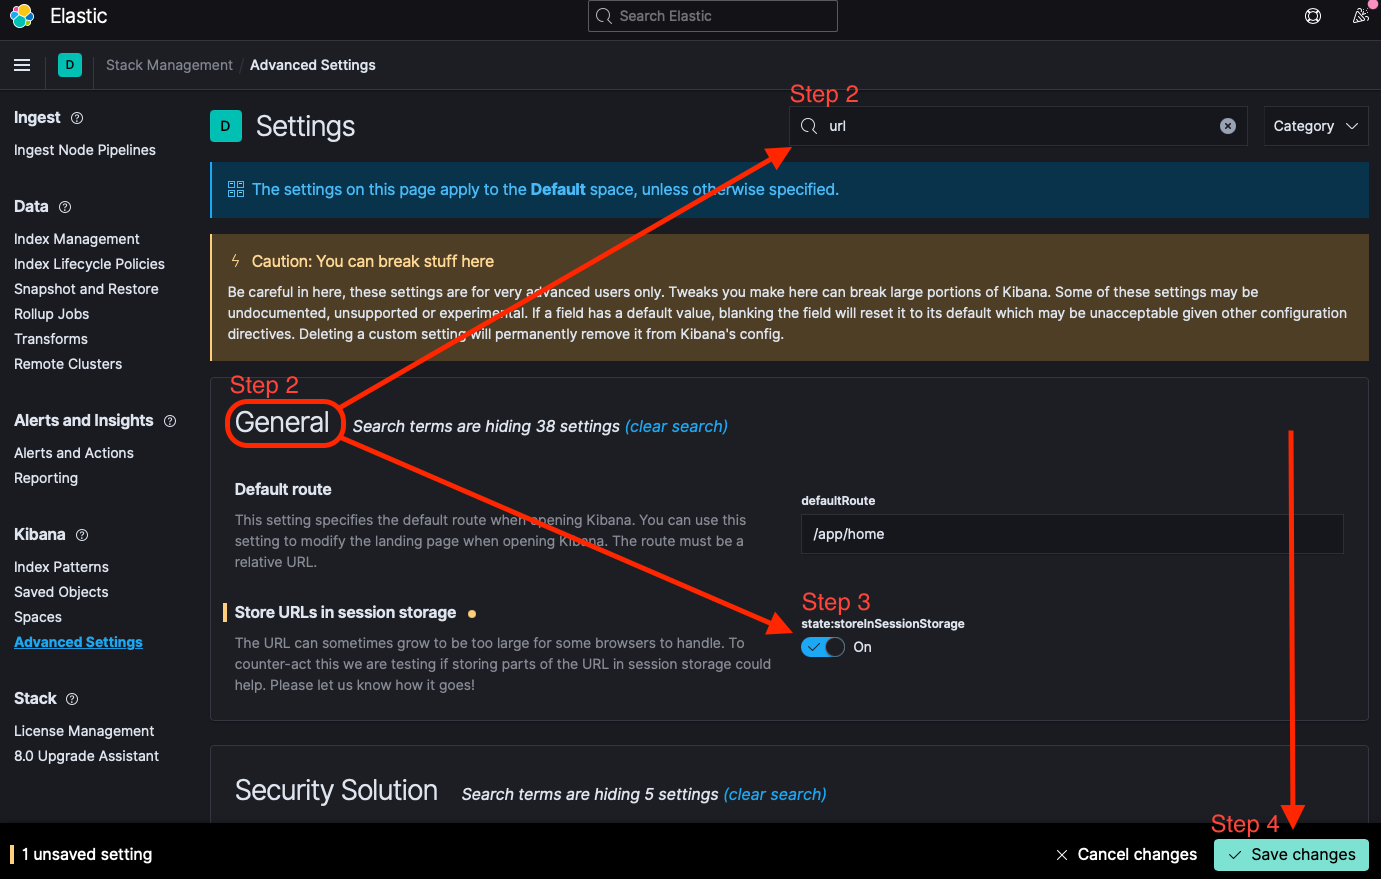 Elastic
Search Elastic
D
Stack Management / Advanced Settings
Ingest
Ingest Node Pipelines
Data
Index Management
Index Lifecycle Policies
Snapshot and Restore
Rollup Jobs
Transforms
Remote Clusters
Alerts and Insights
Alerts and Actions
Reporting
Kibana
Index Patterns
Saved Objects
Spaces
Advanced Settings
Stack
License Management
8.0 Upgrade Assistant
Step 2
D
Settings
url
Category
The settings on this page apply to the Default space, unless otherwise specified.
Caution: You can break stuff here
Be careful in here, these settings are for very advanced users only. Tweaks you make here can break large portions of Kibana. Some of these settings may be
undocumented, unsupported or experimental. If a field has a default value, blanking the field will reset it to its default which may be unacceptable given other configuration
directives. Deleting a custom setting will permanently remove it from Kibana's config.
Step 2
General
Search terms are hiding 38 settings (clear search)
Default route
This setting specifies the default route when opening Kibana. You can use this
setting to modify the landing page when opening Kibana. The route must be a
relative URL.
defaultRoute
/app/home
Store URLs in session storage
The URL can sometimes grow to be too large for some browsers to handle. To
counter-act this we are testing if storing parts of the URL in session storage could
help. Please let us know how it goes!
Step 3
state:storeInSessionStorage
On
Security Solution
Search terms are hiding 5 settings (clear search)
Step 4
1 unsaved setting
Cancel changes
Save changes